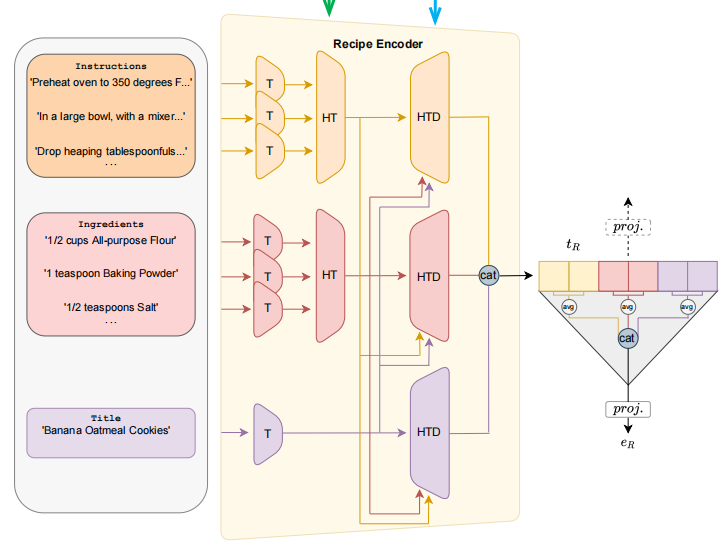 Recipe Encoder
Instructions
'Preheat oven to 350 degrees F...'
'In a large bowl, with a mixer...'
'Drop heaping tablespoonfuls...'
...
T
T
T
HT
HTD
Ingredients
'1/2 cups All-purpose Flour'
'1 teaspoon Baking Powder'
'1/2 teaspoons Salt'
...
T
T
T
HT
HTD
Title
'Banana Oatmeal Cookies'
T
HTD
cat
proj.
t_R
avg
avg
avg
cat
proj.
e_R